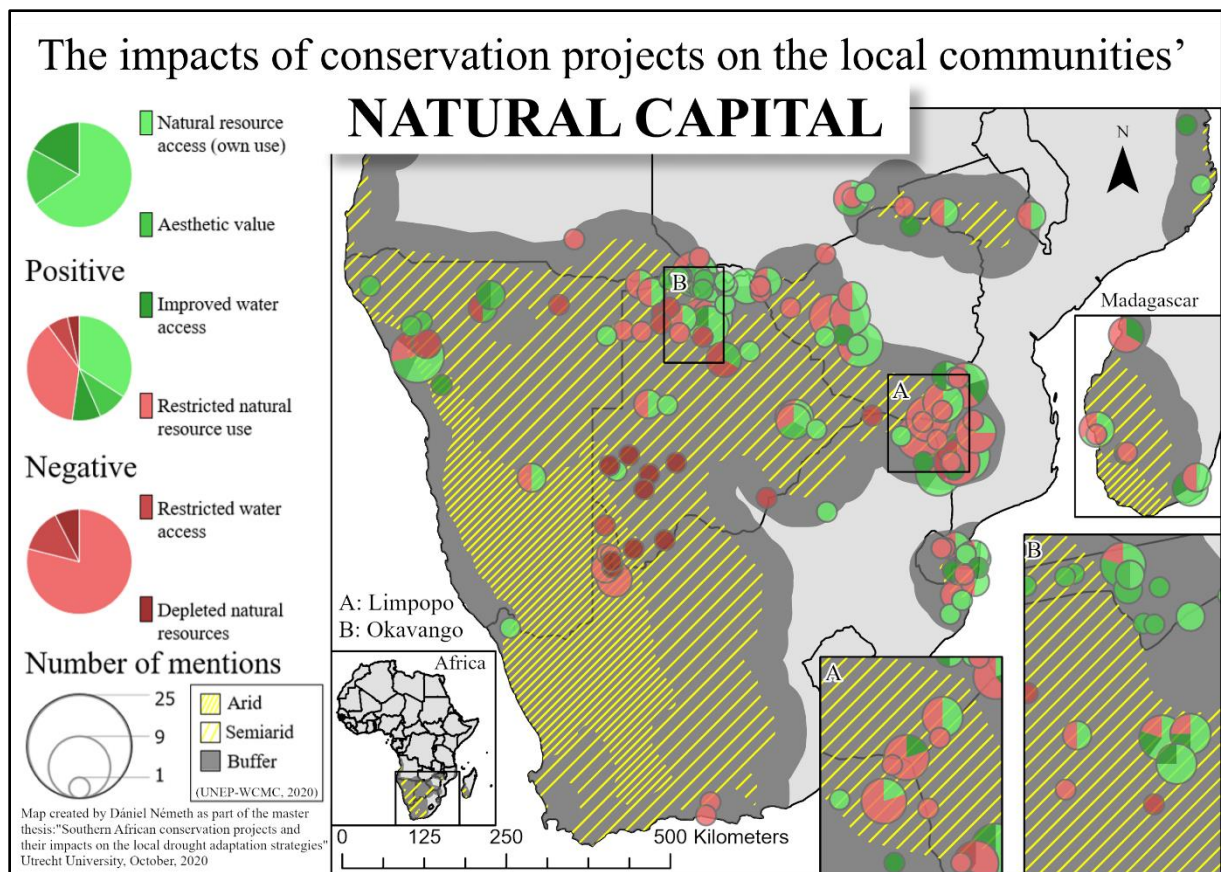 The impacts of conservation projects on the local communities'
NATURAL CAPITAL
Natural resource
access (own use)
Aesthetic value
Positive
Improved water
access
Restricted natural
resource use
Negative
Restricted water
access
Depleted natural
resources
Number of mentions
25
9
1
Arid
Semiarid
Buffer
(UNEP-WCMC, 2020)
Map created by Dániel Németh as part of the master
thesis:"Southern African conservation projects and
their impacts on the local drought adaptation strategies"
Utrecht University, October, 2020
N
B
A
Madagascar
A: Limpopo
B: Okavango
Africa
0 125 250 500 Kilometers
A
B